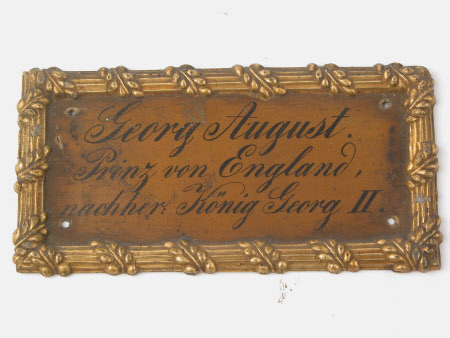 Georg August.
Prinz von England,
nachher: König Georg II.